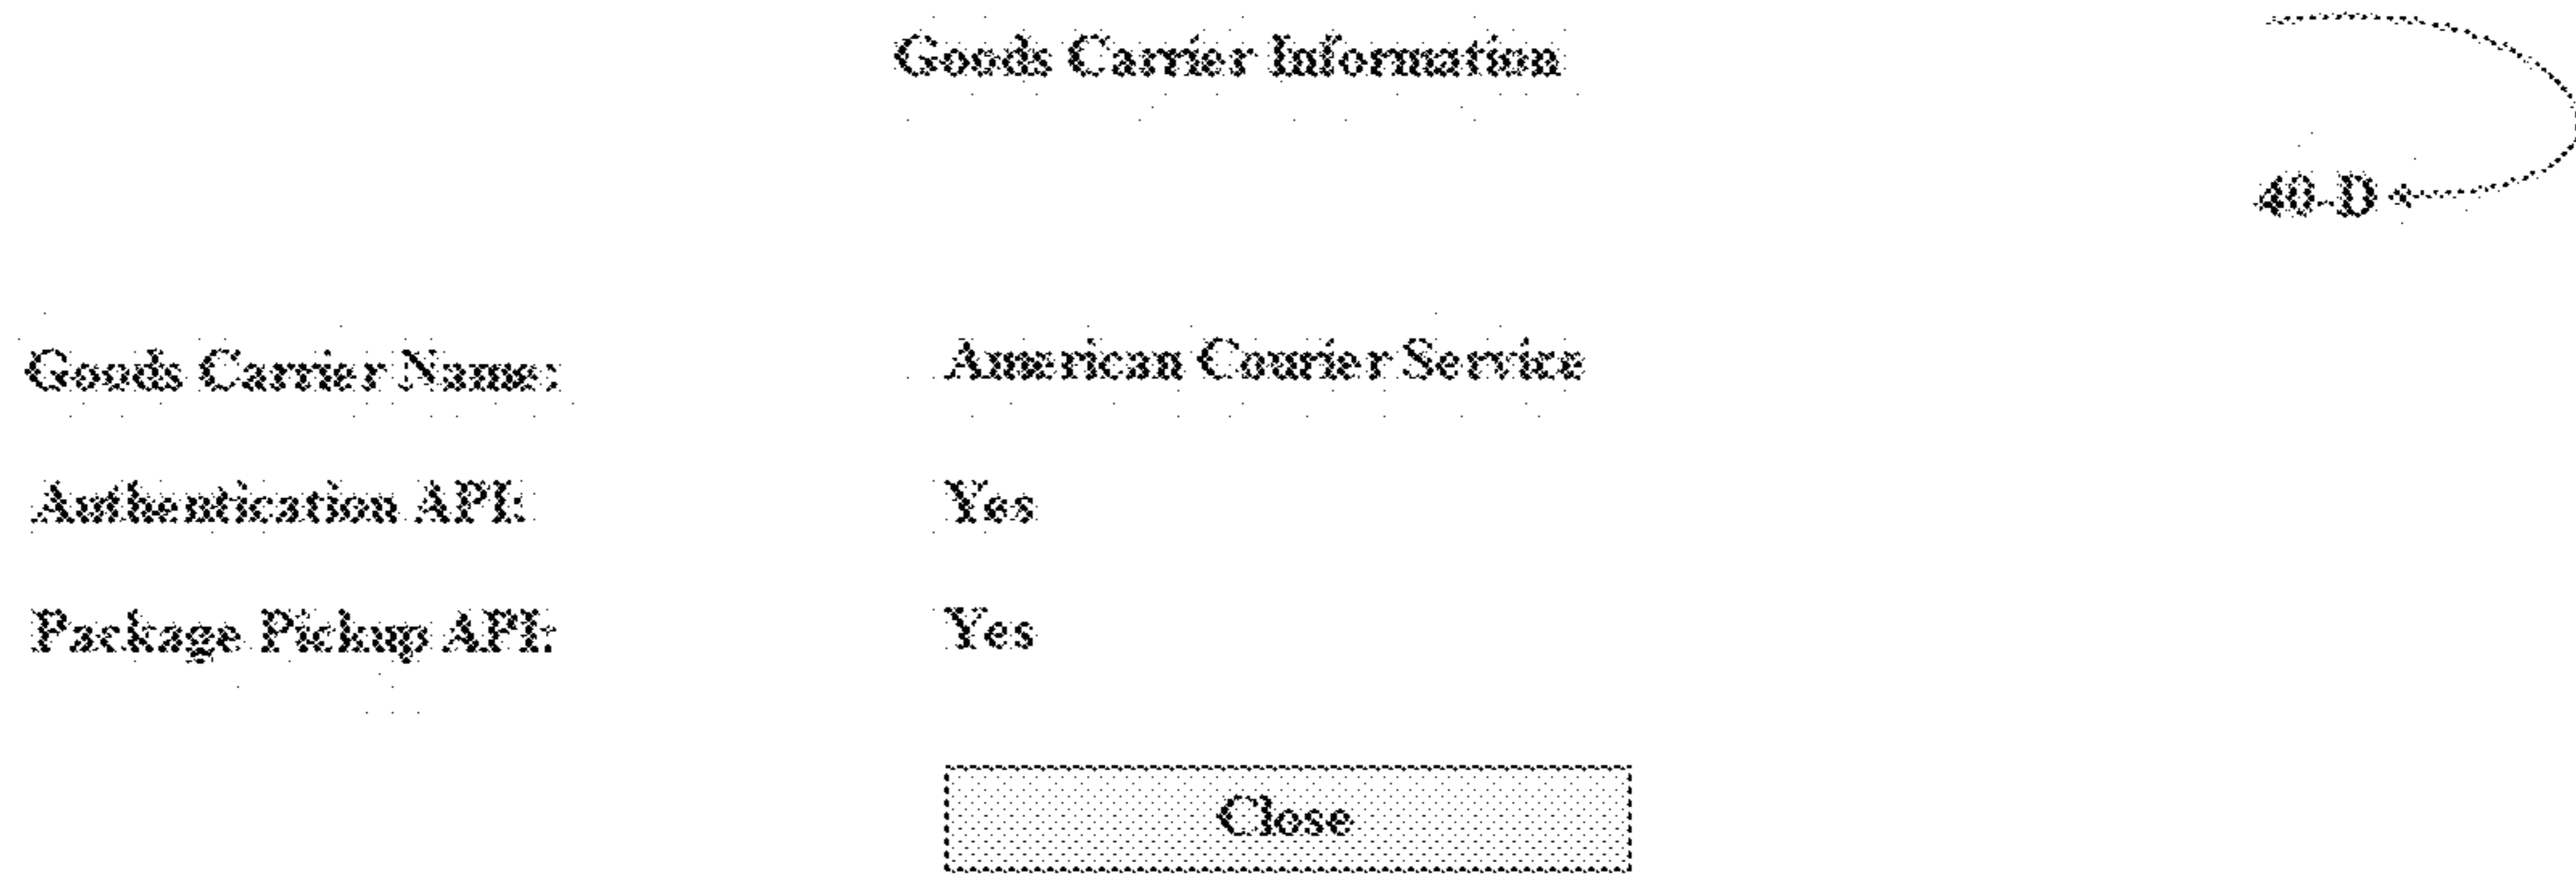 Goods Carrier Information
40-D
Goods Carrier Name: American Courier Service
Authentication API: Yes
Package Pickup API: Yes
Close